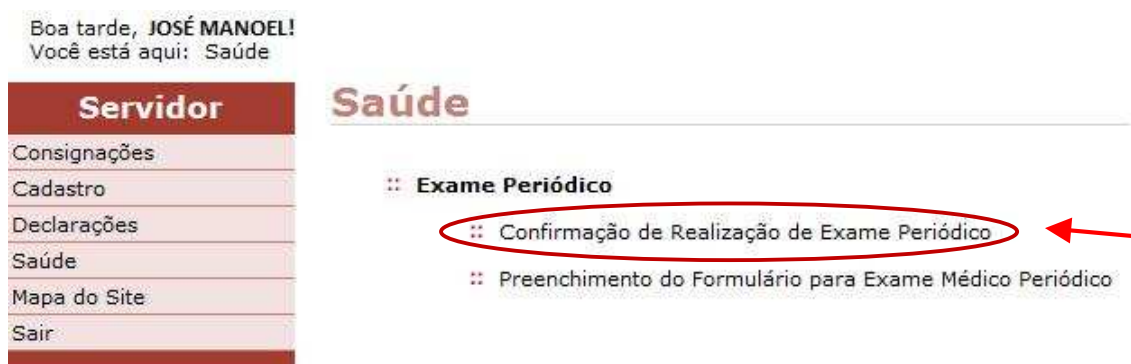 Boa tarde, JOSÉ MANOEL!
Você está aqui: Saúde
Servidor
Consignações
Cadastro
Declarações
Saúde
Mapa do Site
Sair
Saúde
:: Exame Periódico
:: Confirmação de Realização de Exame Periódico
:: Preenchimento do Formulário para Exame Médico Periódico